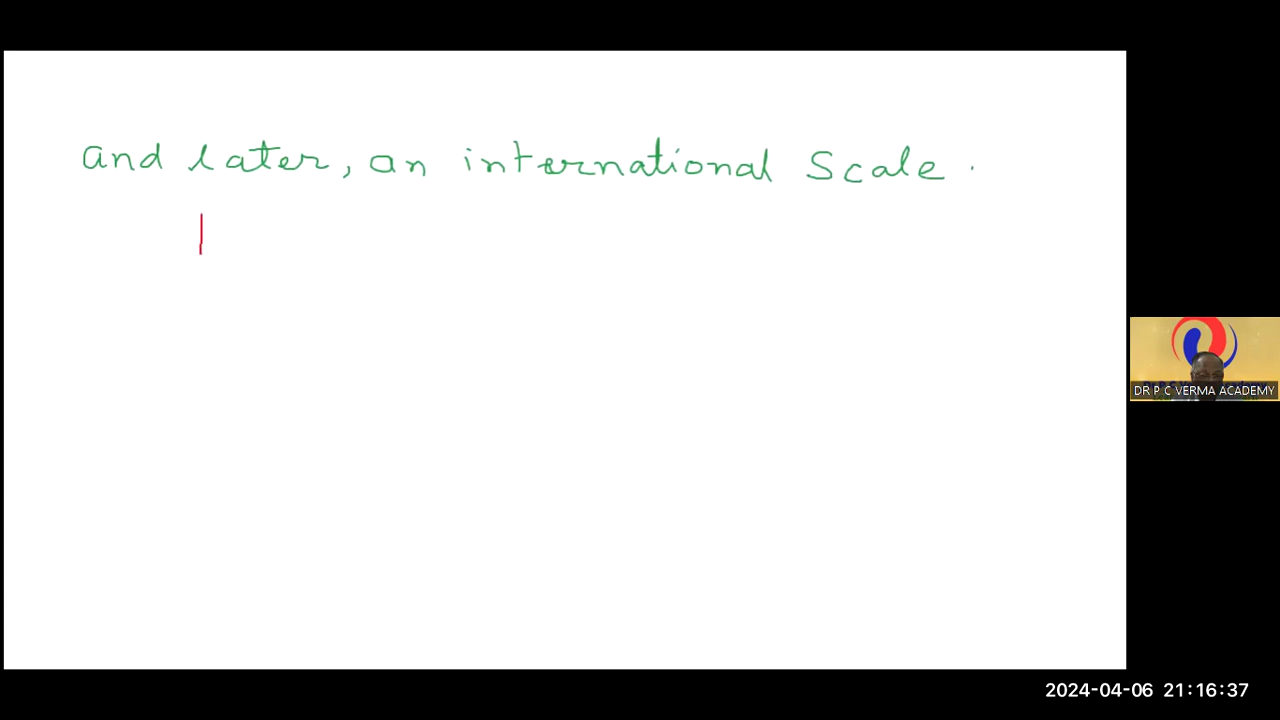 and later, an international Scale.
DR P C VERMA ACADEMY
2024-04-06 21:16:37